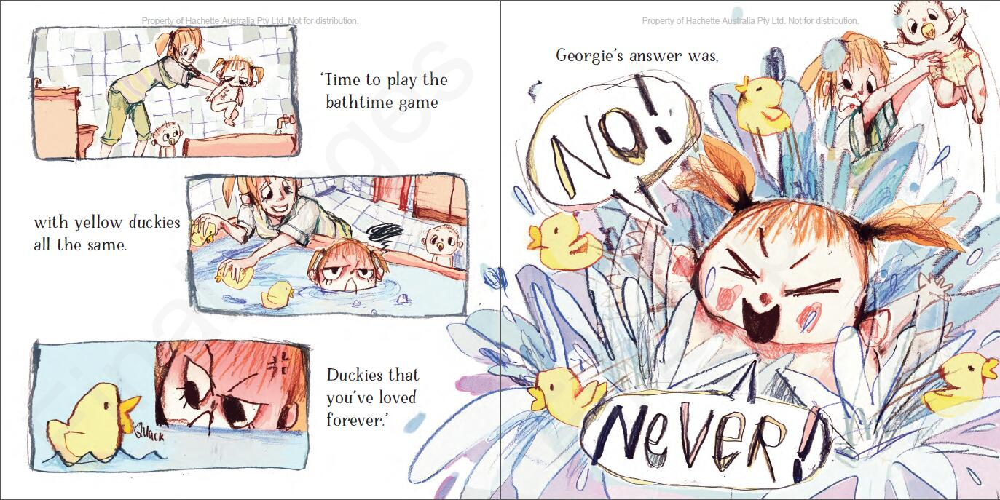 Property of Hachette Australia Pty Ltd. Not for distribution.
‘Time to play the
bathtime game
with yellow duckies
all the same.
Quack
Duckies that
you’ve loved
forever.’
Property of Hachette Australia Pty Ltd. Not for distribution.
Georgie’s answer was,
NO!
NeVeR!